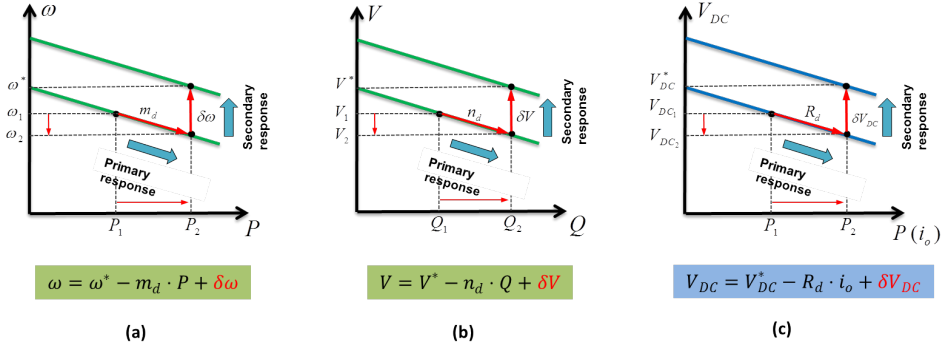 ω
ω*
ω₁
ω₂
m_d
δω
Primary
response
Secondary
response
P₁
P₂
P
ω = ω* − m_d · P + δω
(a)
V
V*
V₁
V₂
n_d
δV
Primary
response
Secondary
response
Q₁
Q₂
Q
V = V* − n_d · Q + δV
(b)
V_DC
V*_DC
V_DC₁
V_DC₂
R_d
δV_DC
Primary
response
Secondary
response
P₁
P₂
P (i_o)
V_DC = V*_DC − R_d · i_o + δV_DC
(c)